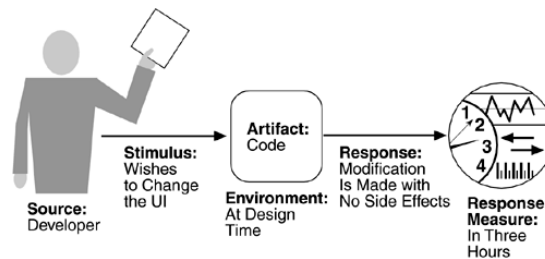 Source:
Developer
Stimulus:
Wishes
to Change
the UI
Artifact:
Code
Environment:
At Design
Time
Response:
Modification
Is Made with
No Side Effects
1
2
3
4
Response
Measure:
In Three
Hours